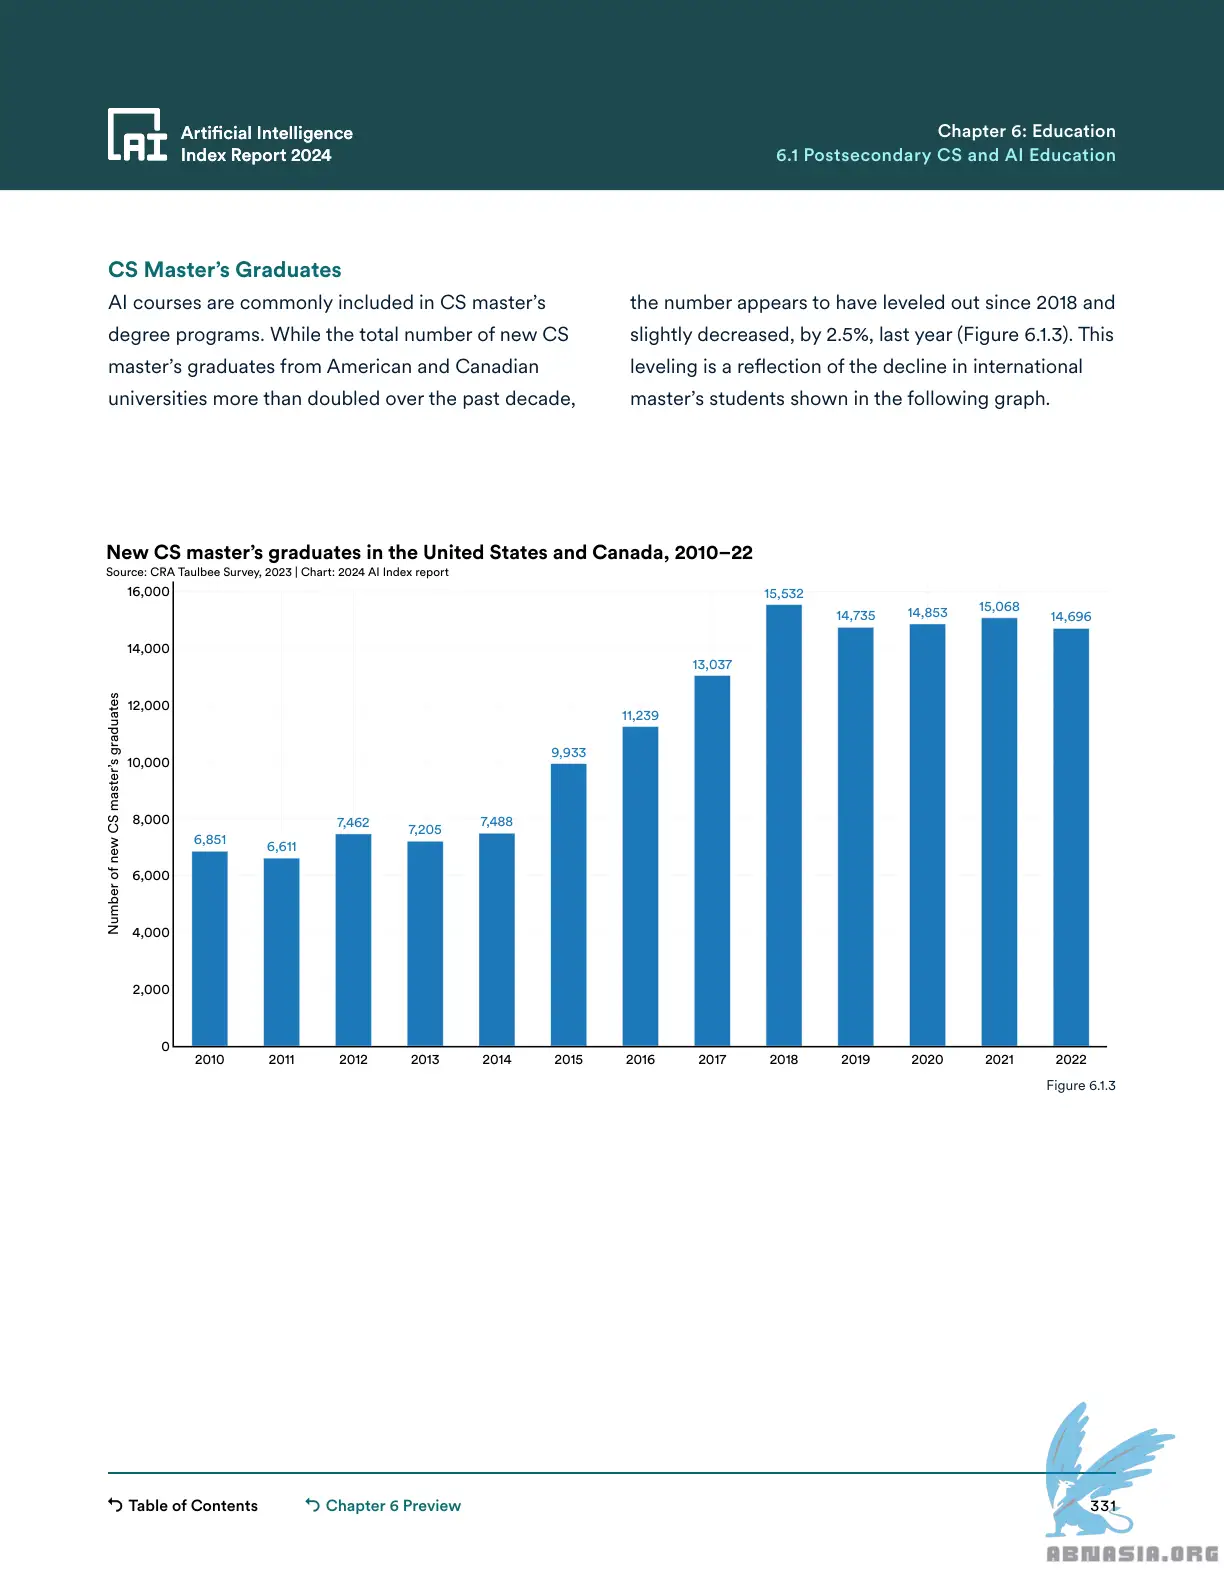 AI
Artificial Intelligence
Index Report 2024
Chapter 6: Education
6.1 Postsecondary CS and AI Education
CS Master’s Graduates
AI courses are commonly included in CS master’s
degree programs. While the total number of new CS
master’s graduates from American and Canadian
universities more than doubled over the past decade,
the number appears to have leveled out since 2018 and
slightly decreased, by 2.5%, last year (Figure 6.1.3). This
leveling is a reflection of the decline in international
master’s students shown in the following graph.
New CS master’s graduates in the United States and Canada, 2010–22
Source: CRA Taulbee Survey, 2023 | Chart: 2024 AI Index report
Number of new CS master’s graduates
16,000
14,000
12,000
10,000
8,000
6,000
4,000
2,000
0
6,851
6,611
7,462
7,205
7,488
9,933
11,239
13,037
15,532
14,735
14,853
15,068
14,696
2010 2011 2012 2013 2014 2015 2016 2017 2018 2019 2020 2021 2022
Figure 6.1.3
Table of Contents
Chapter 6 Preview
331
ABNASIA.ORG